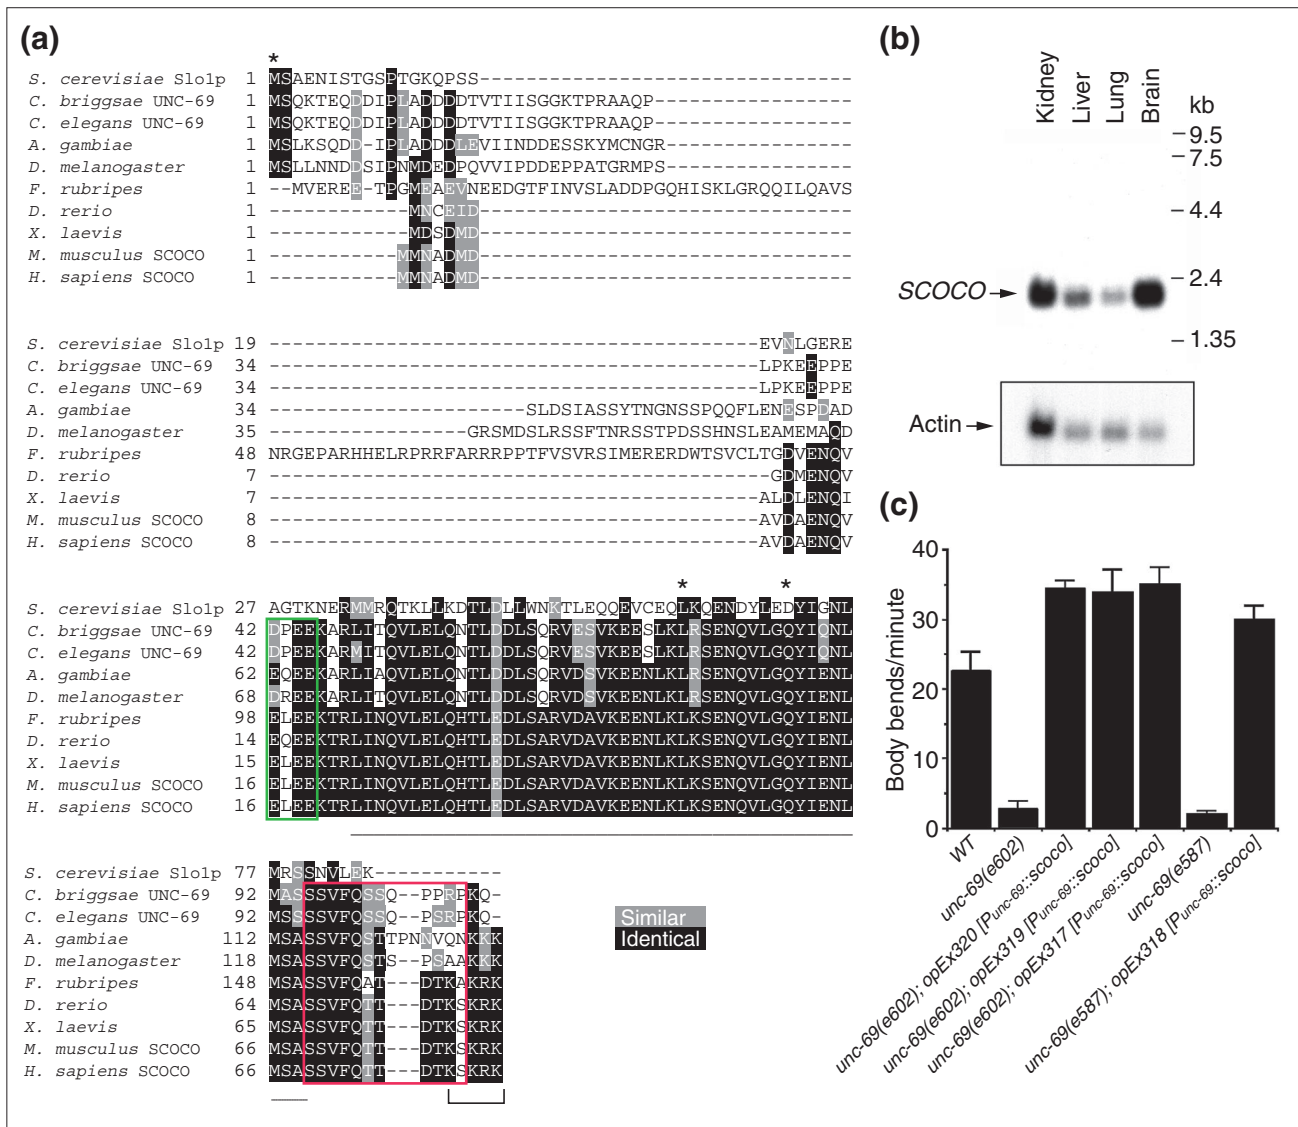 (a)
*
S. cerevisiae Slo1p 1 MSAENISTGSPTGKQPSS--------------------------------
C. briggsae UNC-69 1 MSQKTEQDDIPLADDDDTVTIISGGKTPRAAQP-----------------
C. elegans UNC-69 1 MSQKTEQDDIPLADDDDTVTIISGGKTPRAAQP-----------------
A. gambiae 1 MSLKSQDD-IPLADDDLEVIINDDESSKYMCNGR----------------
D. melanogaster 1 MSLLNNDDSIPNMDEDPQVVIPDDEPPATGRMPS----------------
F. rubripes 1 --MVEREE-TPGMEAEVNEEDGTFINVSLADDPGQHISKLGRQQILQAVS
D. rerio 1 ------------MNCEID--------------------------------
X. laevis 1 ------------MDSDMD--------------------------------
M. musculus SCOCO 1 -----------MMNADMD--------------------------------
H. sapiens SCOCO 1 -----------MMNADMD--------------------------------
S. cerevisiae Slo1p 19 ------------------------------------------EVNLGERE
C. briggsae UNC-69 34 ------------------------------------------LPKEEPPE
C. elegans UNC-69 34 ------------------------------------------LPKEEPPE
A. gambiae 34 ----------------------SLDSIASSYTNGNSSPQQFLENESPDAD
D. melanogaster 35 -----------------GRSMDSLRSSFTNRSSTPDSSHNSLEAMEMAQD
F. rubripes 48 NRGEPARHHELRPRRFARRRPPTFVSVRSIMERERDWTSVCLTGDVENQV
D. rerio 7 -------------------------------------------GDMENQV
X. laevis 7 ------------------------------------------ALDLENQI
M. musculus SCOCO 8 ------------------------------------------AVDAENQV
H. sapiens SCOCO 8 ------------------------------------------AVDAENQV
* *
S. cerevisiae Slo1p 27 AGTKNERMMRQTKLLKDTLDLLWNKTLEQQEVCEQLKQENDYLEDYIGNL
C. briggsae UNC-69 42 DPEEKARLITQVLELQNTLDDLSQRVESVKEESLKLRSENQVLGQYIQNL
C. elegans UNC-69 42 DPEEKARMITQVLELQNTLDDLSQRVESVKEESLKLRSENQVLGQYIQNL
A. gambiae 62 EQEEKARLIAQVLELQNTLDDLSQRVDSVKEENLKLRSENQVLGQYIENL
D. melanogaster 68 DREEKARLITQVLELQNTLDDLSQRVDSVKEENLKLRSENQVLGQYIENL
F. rubripes 98 ELEEKTRLINQVLELQHTLEDLSARVDAVKEENLKLKSENQVLGQYIENL
D. rerio 14 EQEEKTRLINQVLELQHTLEDLSARVDAVKEENLKLKSENQVLGQYIENL
X. laevis 15 ELEEKTRLINQVLELQHTLEDLSARVDAVKEENLKLKSENQVLGQYIENL
M. musculus SCOCO 16 ELEEKTRLINQVLELQHTLEDLSARVDAVKEENLKLKSENQVLGQYIENL
H. sapiens SCOCO 16 ELEEKTRLINQVLELQHTLEDLSARVDAVKEENLKLKSENQVLGQYIENL
S. cerevisiae Slo1p 77 MRSSNVLEK-----------
C. briggsae UNC-69 92 MASSSVFQSSQ--PPRPKQ-
C. elegans UNC-69 92 MSSSSVFQSSQ--PSRPKQ-
A. gambiae 112 MSASSVFQSTTPNNVQNKKK
D. melanogaster 118 MSASSVFQSTS--PSAAKKK
F. rubripes 148 MSASSVFQAT---DTKAKRK
D. rerio 64 MSASSVFQTT---DTKSKRK
X. laevis 65 MSASSVFQTT---DTKSKRK
M. musculus SCOCO 66 MSASSVFQTT---DTKSKRK
H. sapiens SCOCO 66 MSASSVFQTT---DTKSKRK
Similar
Identical
(b)
Kidney
Liver
Lung
Brain
kb
9.5
7.5
4.4
2.4
1.35
SCOCO
Actin
(c)
Body bends/minute
40
30
20
10
0
WT
unc-69(e602)
unc-69(e602); opEx320 [Punc-69::scoco]
unc-69(e602); opEx319 [Punc-69::scoco]
unc-69(e602); opEx317 [Punc-69::scoco]
unc-69(e587)
unc-69(e587); opEx318 [Punc-69::scoco]